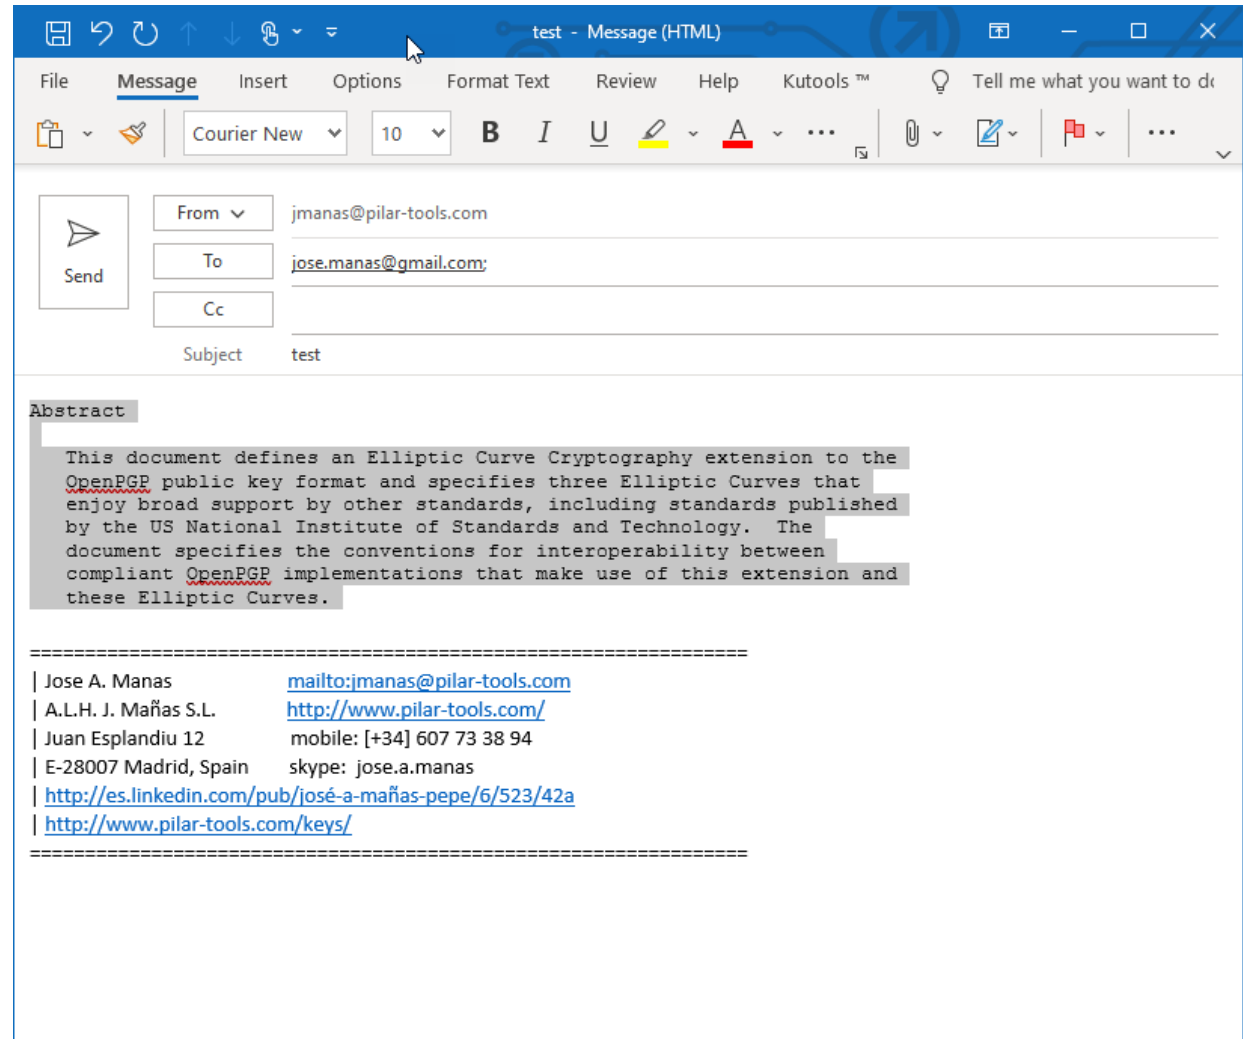 test - Message (HTML)
File Message Insert Options Format Text Review Help Kutools ™ Tell me what you want to do
Courier New 10 B I U A
From jmanas@pilar-tools.com
Send
To jose.manas@gmail.com;
Cc
Subject test
Abstract
This document defines an Elliptic Curve Cryptography extension to the
OpenPGP public key format and specifies three Elliptic Curves that
enjoy broad support by other standards, including standards published
by the US National Institute of Standards and Technology.  The
document specifies the conventions for interoperability between
compliant OpenPGP implementations that make use of this extension and
these Elliptic Curves.
=================================================================
| Jose A. Manas mailto:jmanas@pilar-tools.com
| A.L.H. J. Mañas S.L. http://www.pilar-tools.com/
| Juan Esplandiu 12 mobile: [+34] 607 73 38 94
| E-28007 Madrid, Spain skype:  jose.a.manas
| http://es.linkedin.com/pub/josé-a-mañas-pepe/6/523/42a
| http://www.pilar-tools.com/keys/
=================================================================